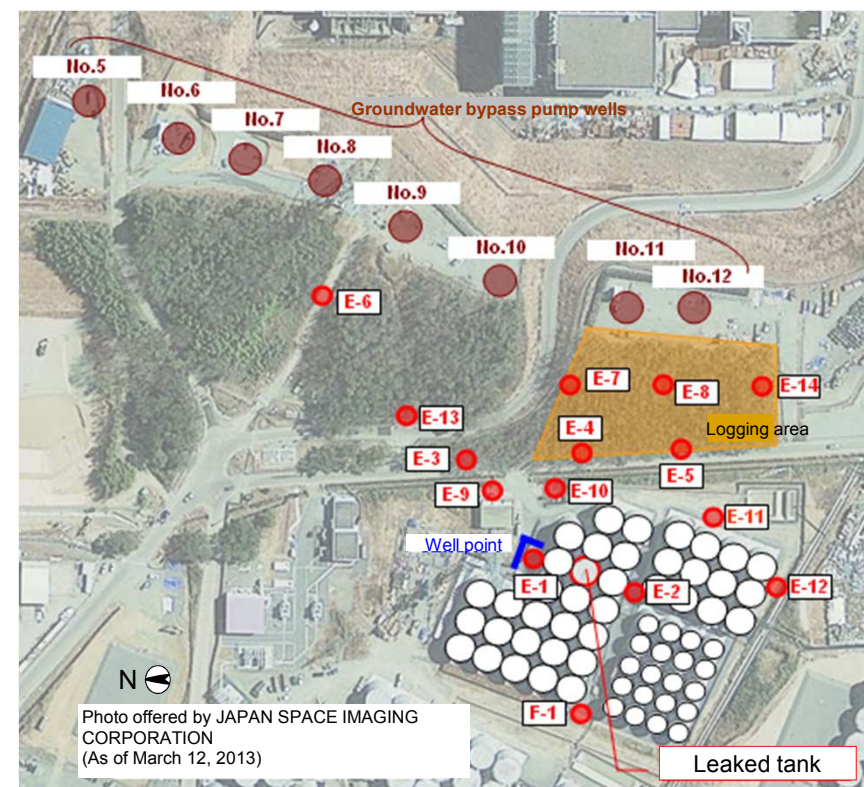 No.5
No.6
No.7
No.8
No.9
No.10
No.11
No.12
Groundwater bypass pump wells
E-6
E-7
E-8
E-14
E-13
Logging area
E-4
E-3
E-5
E-9
E-10
E-11
Well point
E-1
E-2
E-12
F-1
N
Photo offered by JAPAN SPACE IMAGING
CORPORATION
(As of March 12, 2013)
Leaked tank